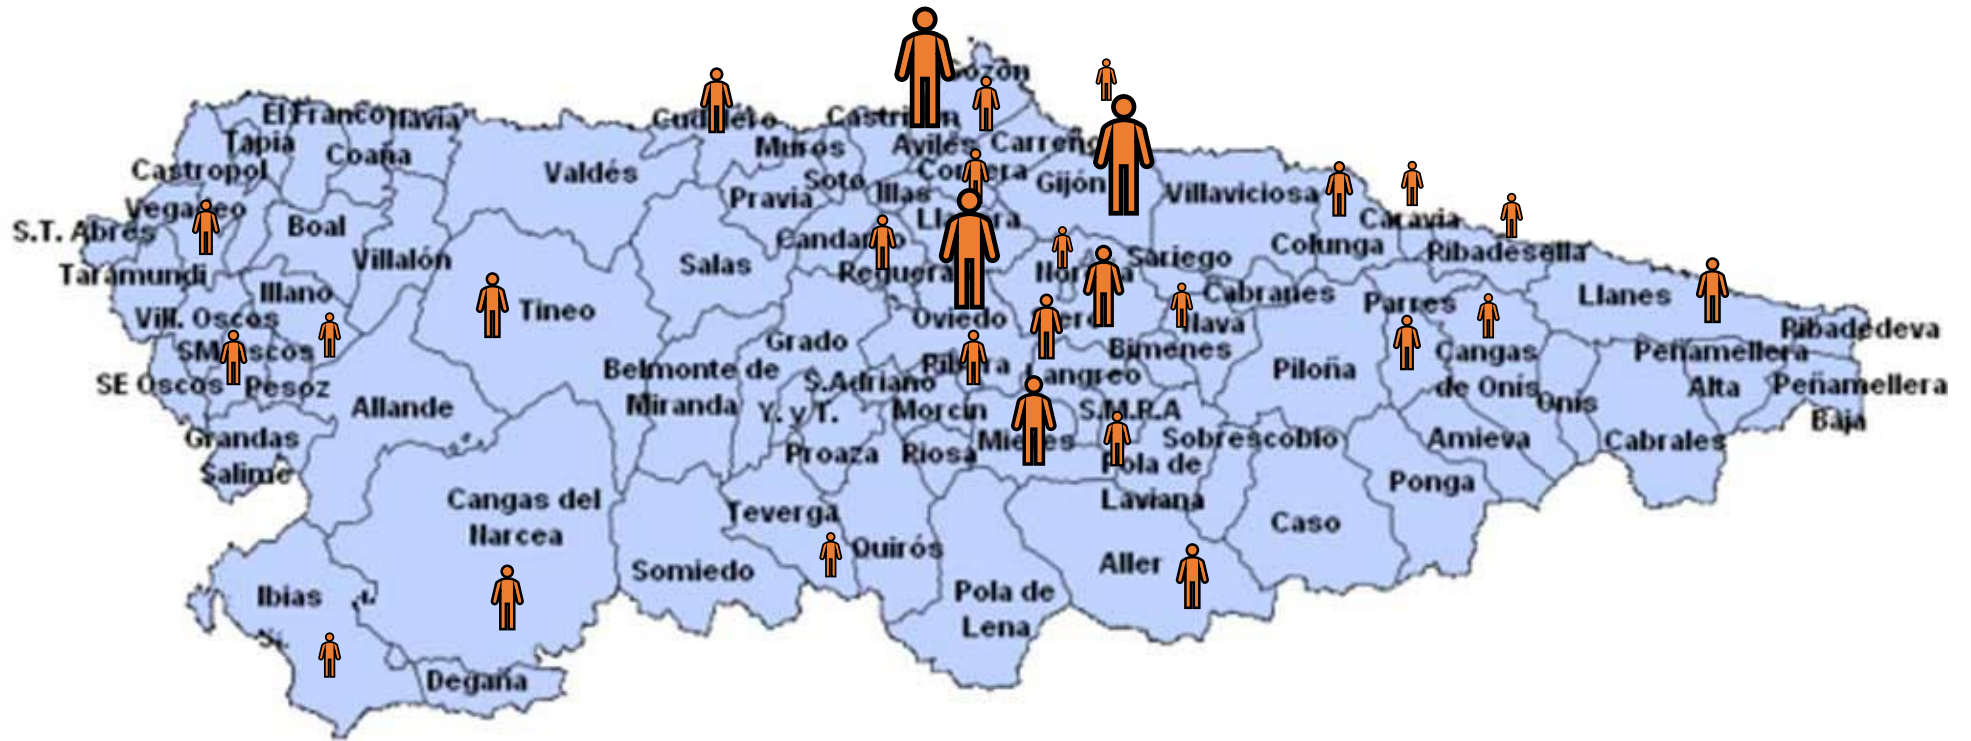 Gozón
El Franco
Navia
Cudillero
Castrillón
Tapia
Coaña
Muros
Avilés
Carreño
Castropol
Valdés
Soto
Corvera
Gijón
Pravia
Illas
Villaviciosa
Vegadeo
S.T. Abres
Boal
Llanera
Caravia
Candamo
Colunga
Ribadesella
Villalón
Salas
Sariego
Taramundi
Reguera
Noreña
Illano
Cabranes
Parres
Llanes
Vill. Oscos
Tineo
Oviedo
Siero
Nava
Ribadedeva
SM Oscos
Grado
Bimenes
Cangas
de Onís
Peñamellera
Alta
SE Oscos
Pesoz
Belmonte de
Miranda
S.Adriano
Ribera
Langreo
Piloña
Onís
Peñamellera
Baja
Allande
Y. y T.
Morcín
S.M.R.A
Grandas
Salime
Proaza
Riosa
Mieres
Sobrescobio
Amieva
Cabrales
Pola de
Laviana
Ponga
Cangas del
Narcea
Teverga
Caso
Quirós
Somiedo
Aller
Ibias
Pola de
Lena
Degaña